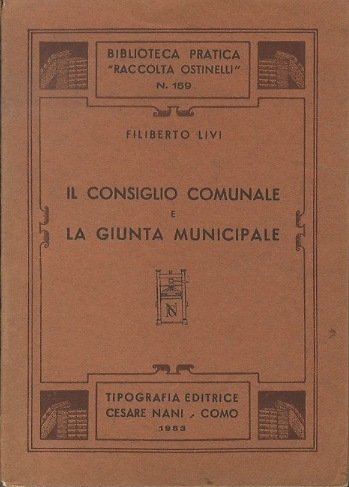 BIBLIOTECA PRATICA
"RACCOLTA OSTINELLI"
N. 159
FILIBERTO LIVI
IL CONSIGLIO COMUNALE
E
LA GIUNTA MUNICIPALE
N
TIPOGRAFIA EDITRICE
CESARE NANI - COMO
1953